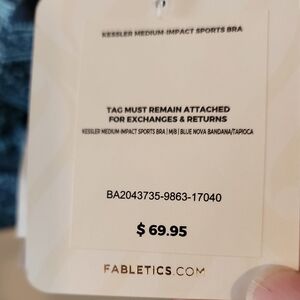 KESSLER MEDIUM-IMPACT SPORTS BRA
TAG MUST REMAIN ATTACHED
FOR EXCHANGES & RETURNS
KESSLER MEDIUM-IMPACT SPORTS BRA | M/B | BLUE NOVA BANDANA/TAPIOCA
BA2043735-9863-17040
$ 69.95
FABLETICS.COM